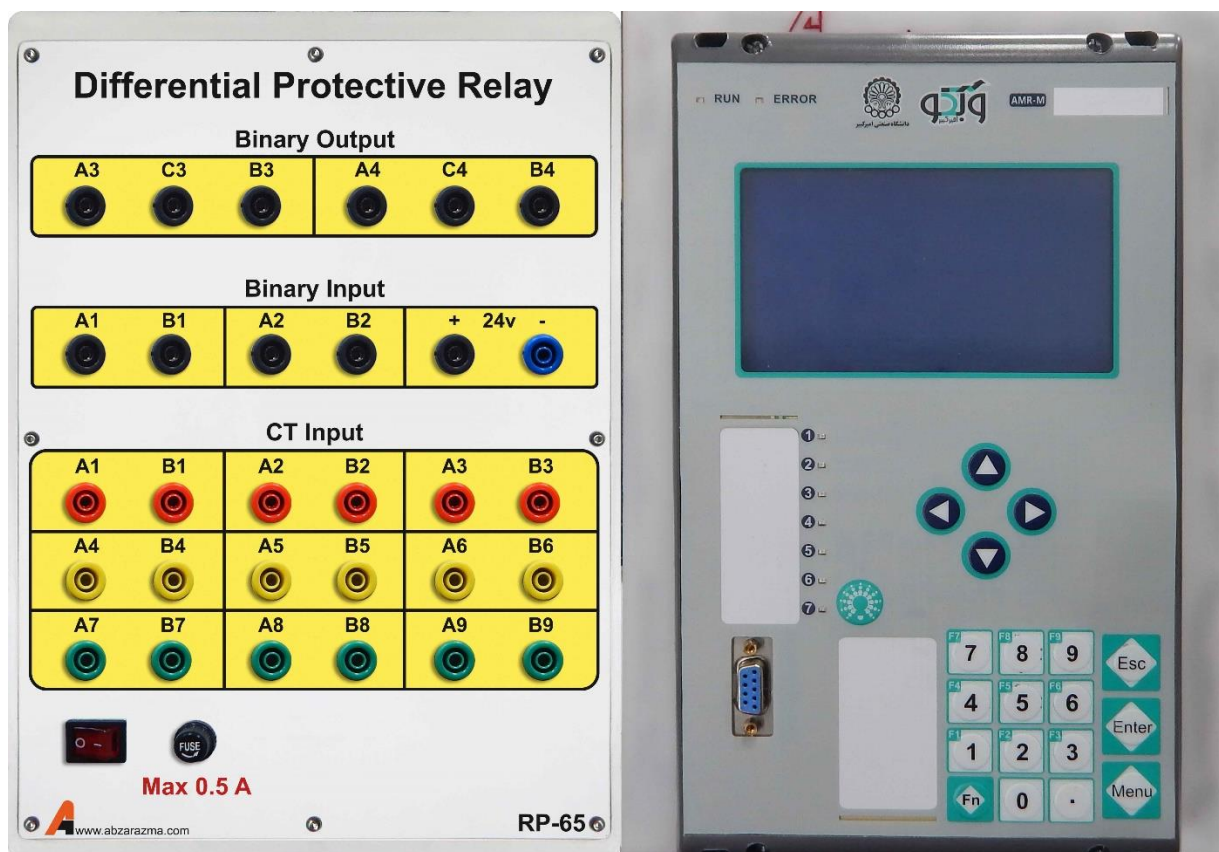 Differential Protective Relay
Binary Output
A3 C3 B3 A4 C4 B4
Binary Input
A1 B1 A2 B2 + 24v -
CT Input
A1 B1 A2 B2 A3 B3
A4 B4 A5 B5 A6 B6
A7 B7 A8 B8 A9 B9
FUSE
Max 0.5 A
www.abzarazma.com
RP-65
RUN ERROR
دانشگاه صنعتی امیرکبیر
AMR-M
1
2
3
4
5
6
7
F7 7 F8 8 F9 9 Esc
F4 4 F5 5 F6 6
Enter
F1 1 F2 2 F3 3
Fn 0 . Menu